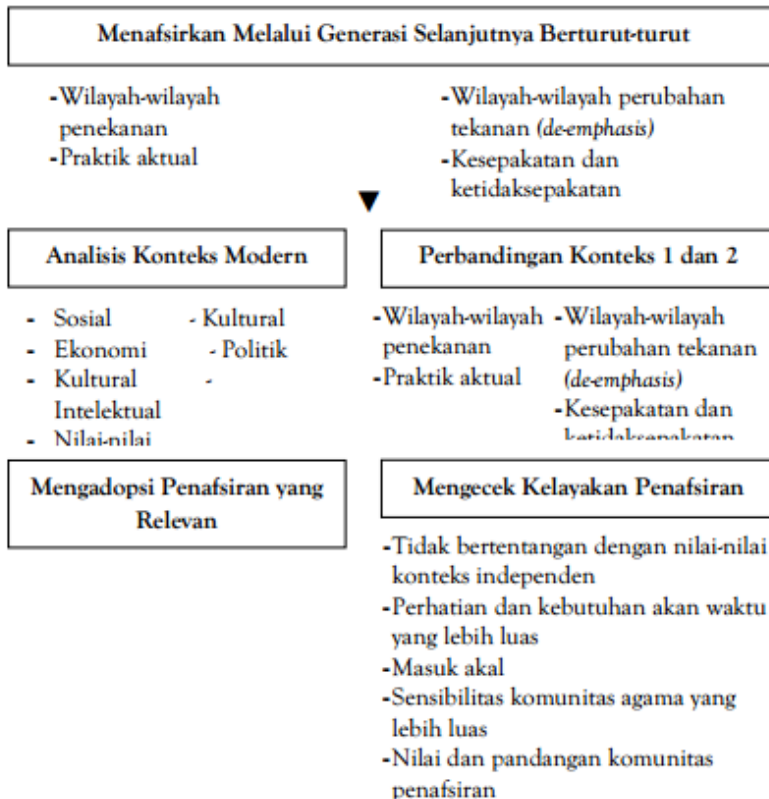 Menafsirkan Melalui Generasi Selanjutnya Berturut-turut
-Wilayah-wilayah
penekanan
-Praktik aktual
-Wilayah-wilayah perubahan
tekanan (de-emphasis)
-Kesepakatan dan
ketidaksepakatan
Analisis Konteks Modern
- Sosial - Kultural
- Ekonomi - Politik
- Kultural -
Intelektual
- Nilai-nilai
Perbandingan Konteks 1 dan 2
-Wilayah-wilayah
penekanan
-Praktik aktual
-Wilayah-wilayah
perubahan tekanan
(de-emphasis)
-Kesepakatan dan
ketidaksepakatan
Mengadopsi Penafsiran yang
Relevan
Mengecek Kelayakan Penafsiran
-Tidak bertentangan dengan nilai-nilai
konteks independen
-Perhatian dan kebutuhan akan waktu
yang lebih luas
-Masuk akal
-Sensibilitas komunitas agama yang
lebih luas
-Nilai dan pandangan komunitas
penafsiran